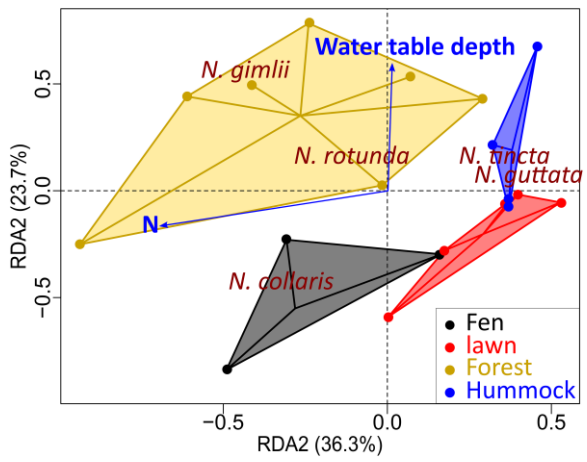 Water table depth
N. gimlii
N. rotunda
N. tincta
N. guttata
N
N. collaris
0.5
0.0
−0.5
RDA2 (23.7%)
Fen
lawn
Forest
Hummock
−0.5
0.0
0.5
RDA2 (36.3%)